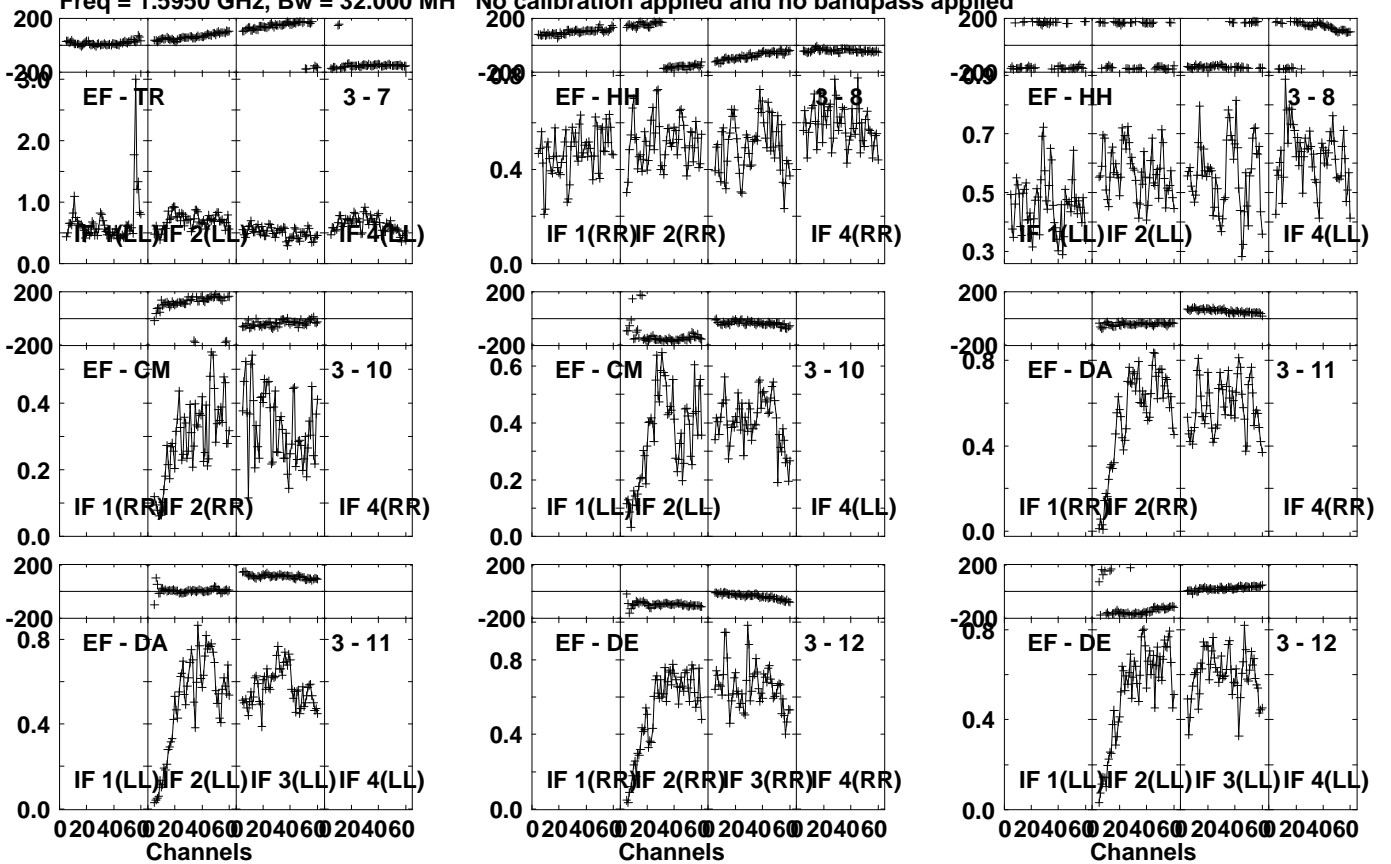 Freq = 1.5950 GHz, Bw = 32.000 MH No calibration applied and no bandpass applied
200
-200
3.0
2.0
1.0
0.0
EF - TR
3 - 7
IF 1(LL)
IF 2(LL)
IF 4(LL)
200
-200
0.8
0.4
0.0
EF - HH
3 - 8
IF 1(RR)
IF 2(RR)
IF 4(RR)
200
-200
0.9
0.7
0.5
0.3
EF - HH
3 - 8
IF 1(LL)
IF 2(LL)
IF 4(LL)
200
-200
0.4
0.2
0.0
EF - CM
3 - 10
IF 1(RR)
IF 2(RR)
IF 4(RR)
200
-200
0.6
0.4
0.2
0.0
EF - CM
3 - 10
IF 1(LL)
IF 2(LL)
IF 4(LL)
200
-200
0.8
0.4
0.0
EF - DA
3 - 11
IF 1(RR)
IF 2(RR)
IF 4(RR)
200
-200
0.8
0.4
0.0
EF - DA
3 - 11
IF 1(LL)
IF 2(LL)
IF 3(LL)
IF 4(LL)
0 20 40 60 0 20 40 60 0 20 40 60 0 20 40 60
Channels
200
-200
0.8
0.4
0.0
EF - DE
3 - 12
IF 1(RR)
IF 2(RR)
IF 3(RR)
IF 4(RR)
0 20 40 60 0 20 40 60 0 20 40 60 0 20 40 60
Channels
200
-200
0.8
0.4
0.0
EF - DE
3 - 12
IF 1(LL)
IF 2(LL)
IF 3(LL)
IF 4(LL)
0 20 40 60 0 20 40 60 0 20 40 60 0 20 40 60
Channels